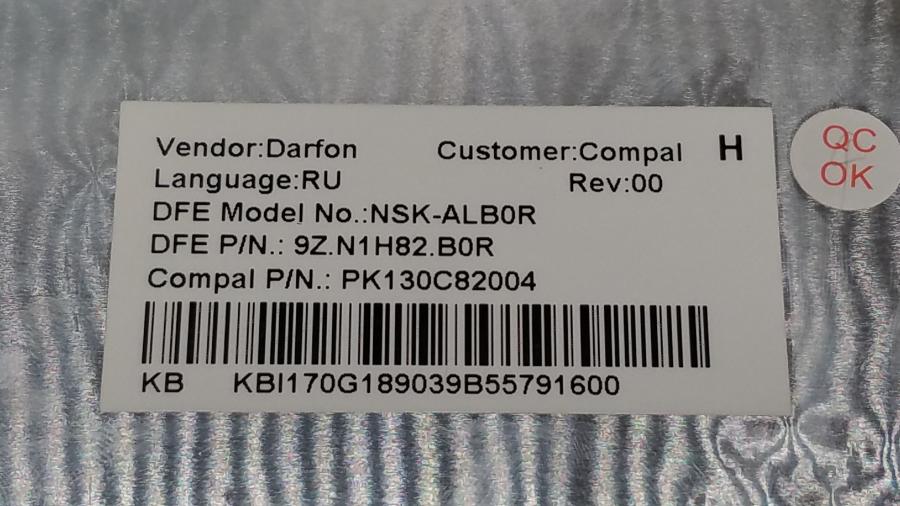 Vendor:Darfon Customer:Compal H
Language:RU Rev:00
DFE Model No.:NSK-ALB0R
DFE P/N.: 9Z.N1H82.B0R
Compal P/N.: PK130C82004
KB KBI170G189039B55791600
QC
OK